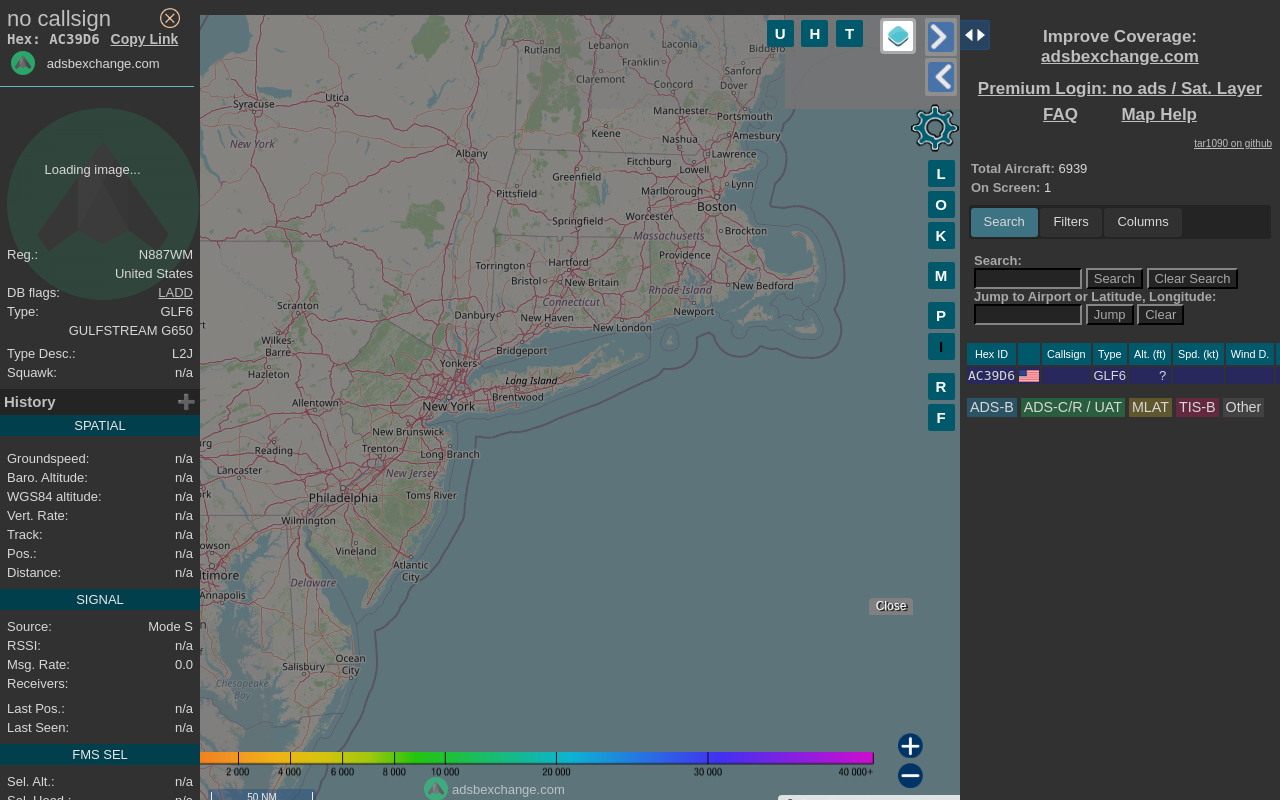 no callsign
Hex: AC39D6 Copy Link
adsbexchange.com
Loading image...
Reg.: N887WM
United States
DB flags: LADD
Type: GLF6
GULFSTREAM G650
Type Desc.: L2J
Squawk: n/a
History
SPATIAL
Groundspeed: n/a
Baro. Altitude: n/a
WGS84 altitude: n/a
Vert. Rate: n/a
Track: n/a
Pos.: n/a
Distance: n/a
SIGNAL
Source: Mode S
RSSI: n/a
Msg. Rate: 0.0
Receivers:
Last Pos.: n/a
Last Seen: n/a
FMS SEL
Sel. Alt.: n/a
Sel. Head.: n/a
U H T
Rutland
Lebanon
Laconia
Franklin
Sanford
Claremont
Concord
Dover
Syracuse
Utica
Manchester
Portsmouth
Keene
Nashua
Amesbury
New York
Albany
Fitchburg
Lawrence
Greenfield
Lowell
Pittsfield
Marlborough
Lynn
Worcester
Boston
Springfield
Massachusetts
Brockton
Torrington
Hartford
Providence
Bristol
New Britain
Rhode Island
New Bedford
Scranton
Connecticut
Danbury
New Haven
Newport
New London
Wilkes-
Barre
Bridgeport
Hazleton
Yonkers
Long Island
Allentown
New York
Brentwood
New Brunswick
Reading
Trenton
Long Branch
Lancaster
New Jersey
Philadelphia
Toms River
Wilmington
Vineland
Atlantic
City
Delaware
Annapolis
Salisbury
Ocean
City
Chesapeake
Bay
L
O
K
M
P
I
R
F
Close
2 000 4 000 6 000 8 000 10 000 20 000 30 000 40 000+
adsbexchange.com
50 NM
Improve Coverage:
adsbexchange.com
Premium Login: no ads / Sat. Layer
FAQ Map Help
tar1090 on github
Total Aircraft: 6939
On Screen: 1
Search Filters Columns
Search:
Search Clear Search
Jump to Airport or Latitude, Longitude:
Jump Clear
Hex ID Callsign Type Alt. (ft) Spd. (kt) Wind D.
AC39D6 GLF6 ?
ADS-B ADS-C/R / UAT MLAT TIS-B Other